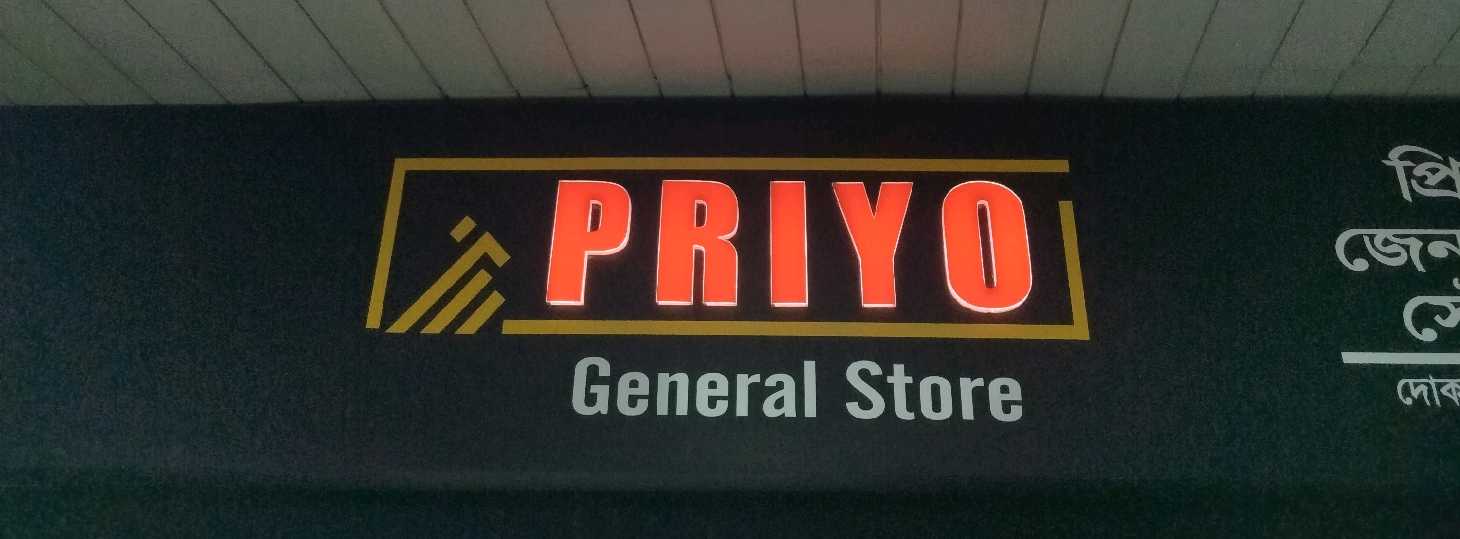 PRIYO
General Store